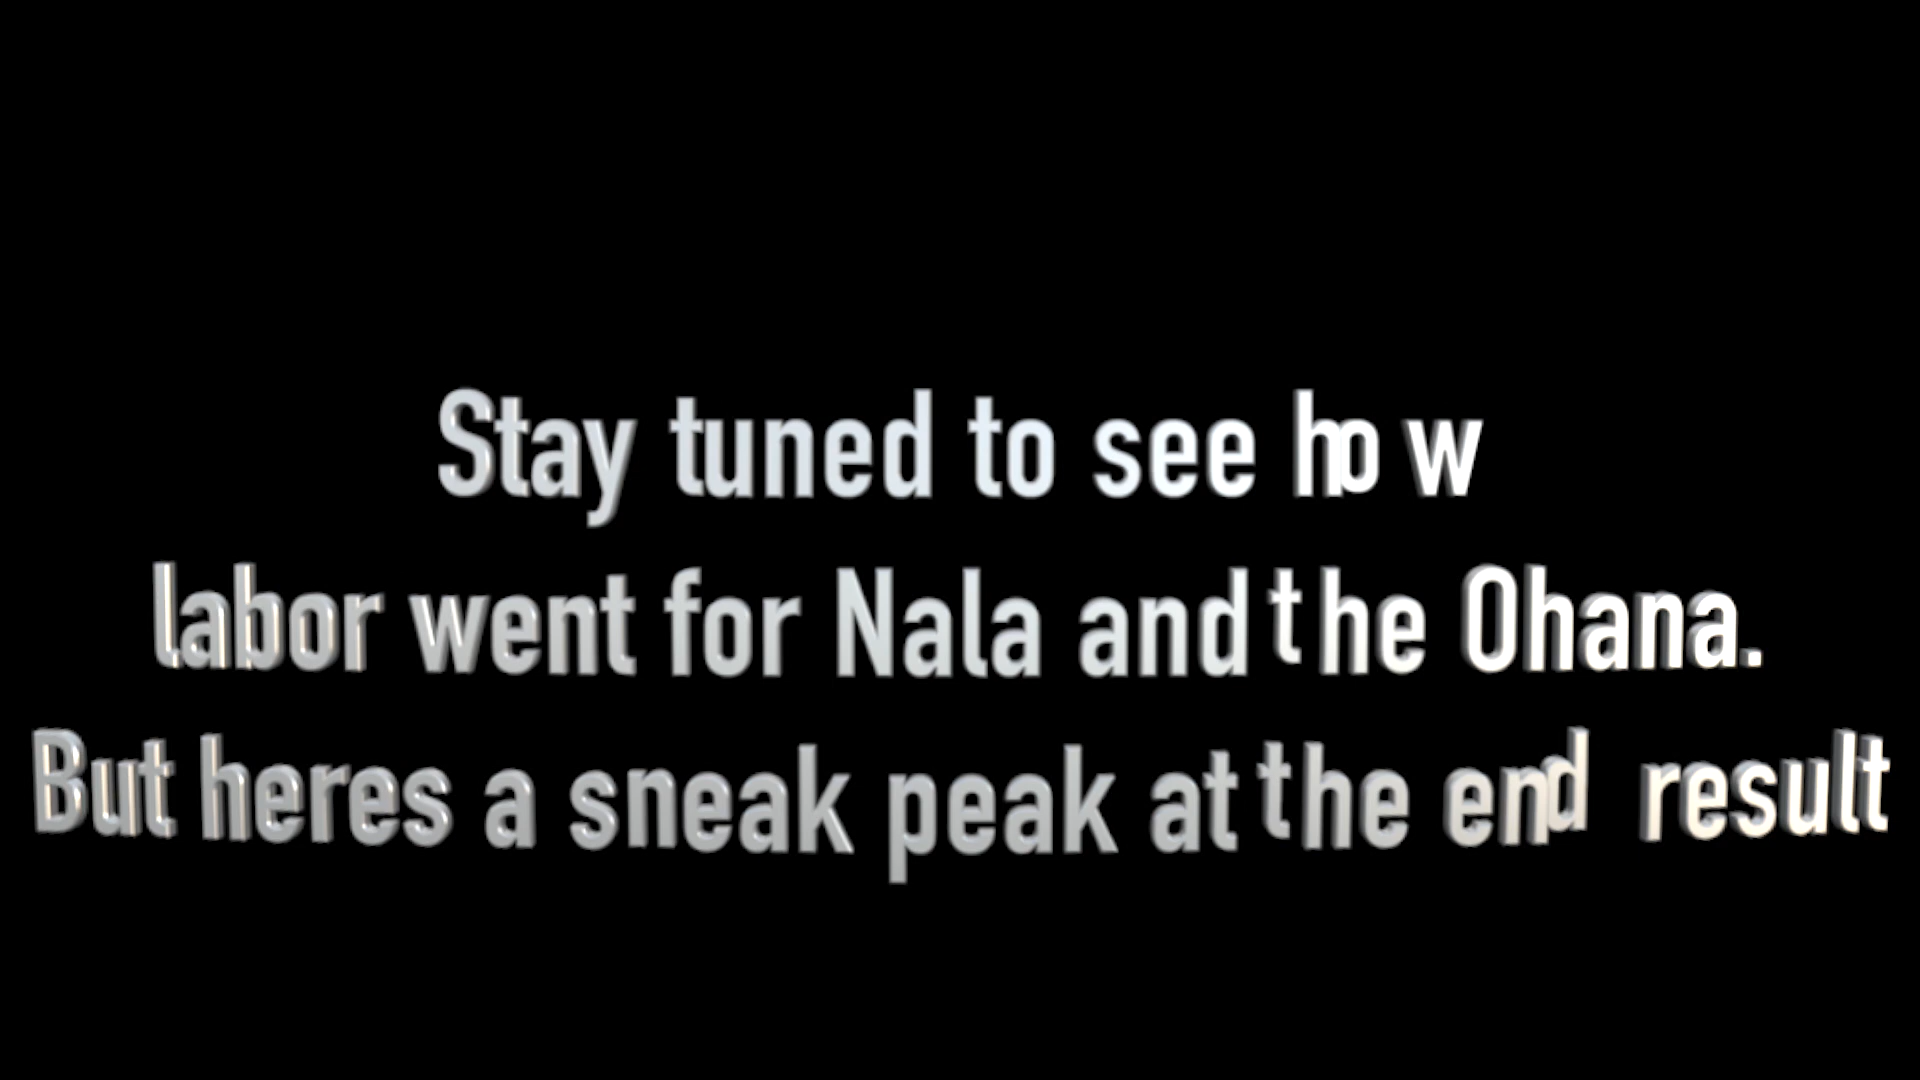 Stay tuned to see how
labor went for Nala and the Ohana.
But heres a sneak peak at the end result